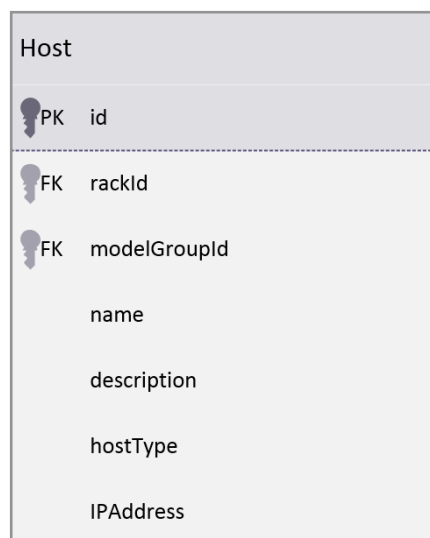 Host
PK id
FK rackId
FK modelGroupId
name
description
hostType
IPAddress